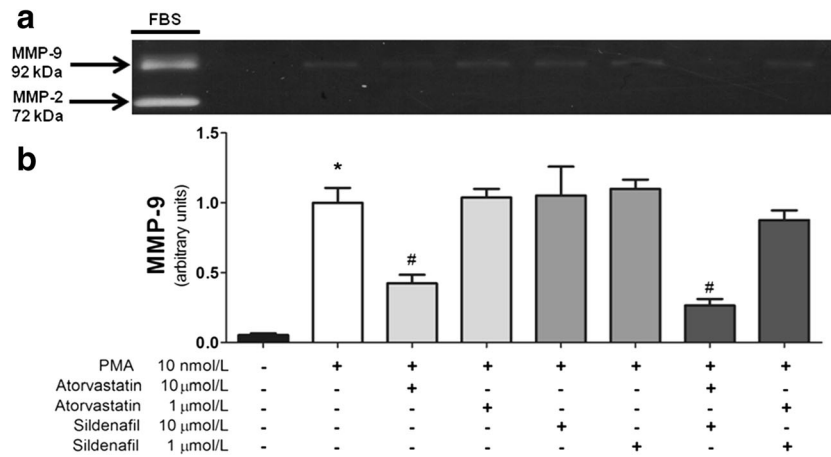 a
FBS
MMP-9
92 kDa
MMP-2
72 kDa
b
MMP-9
(arbitrary units)
1.5
1.0
0.5
0.0
*
#
#
PMA 10 nmol/L - + + + + + + +
Atorvastatin 10 µmol/L - - + - - - + -
Atorvastatin 1 µmol/L - - - + - - - +
Sildenafil 10 µmol/L - - - - + - + -
Sildenafil 1 µmol/L - - - - - + - +